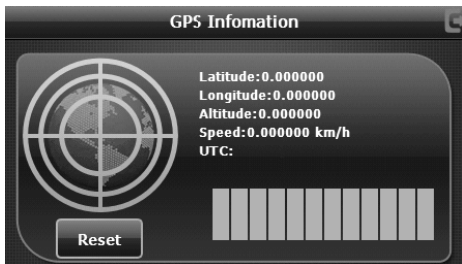 GPS Infomation
Latitude:0.000000
Longitude:0.000000
Altitude:0.000000
Speed:0.000000 km/h
UTC:
Reset